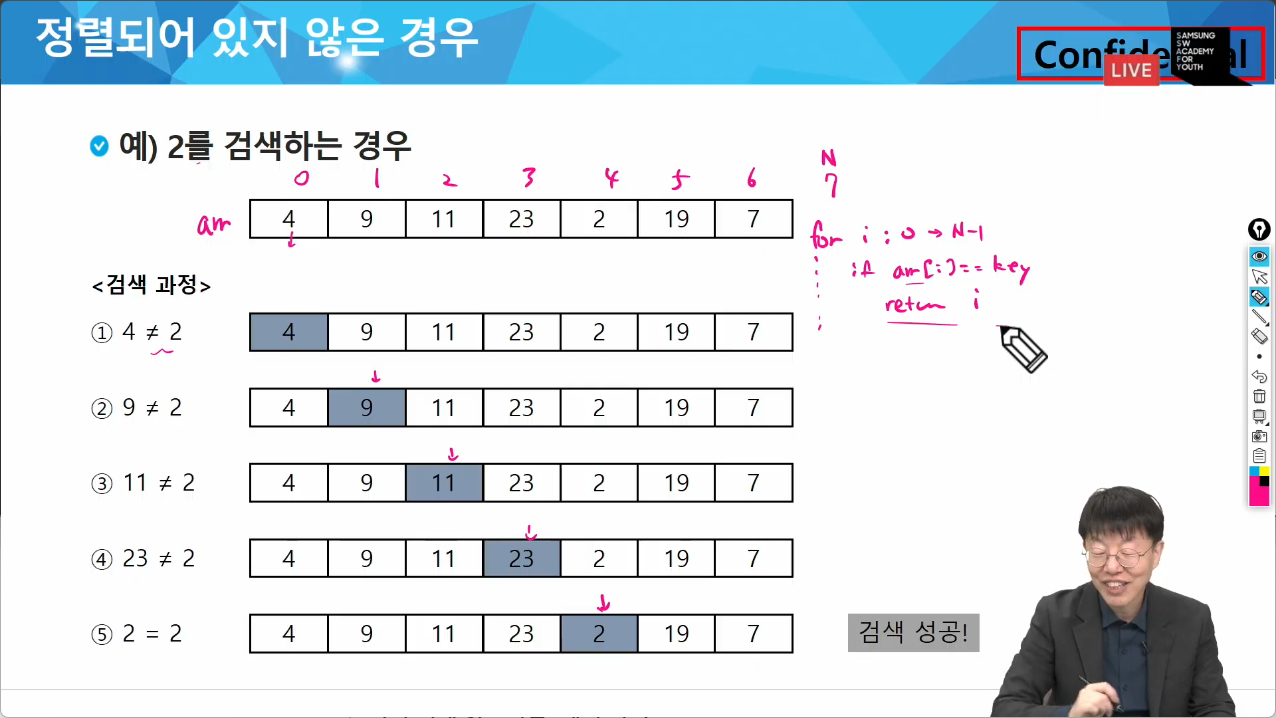 정렬되어 있지 않은 경우
SAMSUNG
SW
ACADEMY
FOR
YOUTH
LIVE
예) 2를 검색하는 경우
N
7
0 1 2 3 4 5 6
arr 4 9 11 23 2 19 7
for i : 0 → N-1
if arr[i] == key
return i
<검색 과정>
① 4 ≠ 2 4 9 11 23 2 19 7
② 9 ≠ 2 4 9 11 23 2 19 7
③ 11 ≠ 2 4 9 11 23 2 19 7
④ 23 ≠ 2 4 9 11 23 2 19 7
⑤ 2 = 2 4 9 11 23 2 19 7
검색 성공!